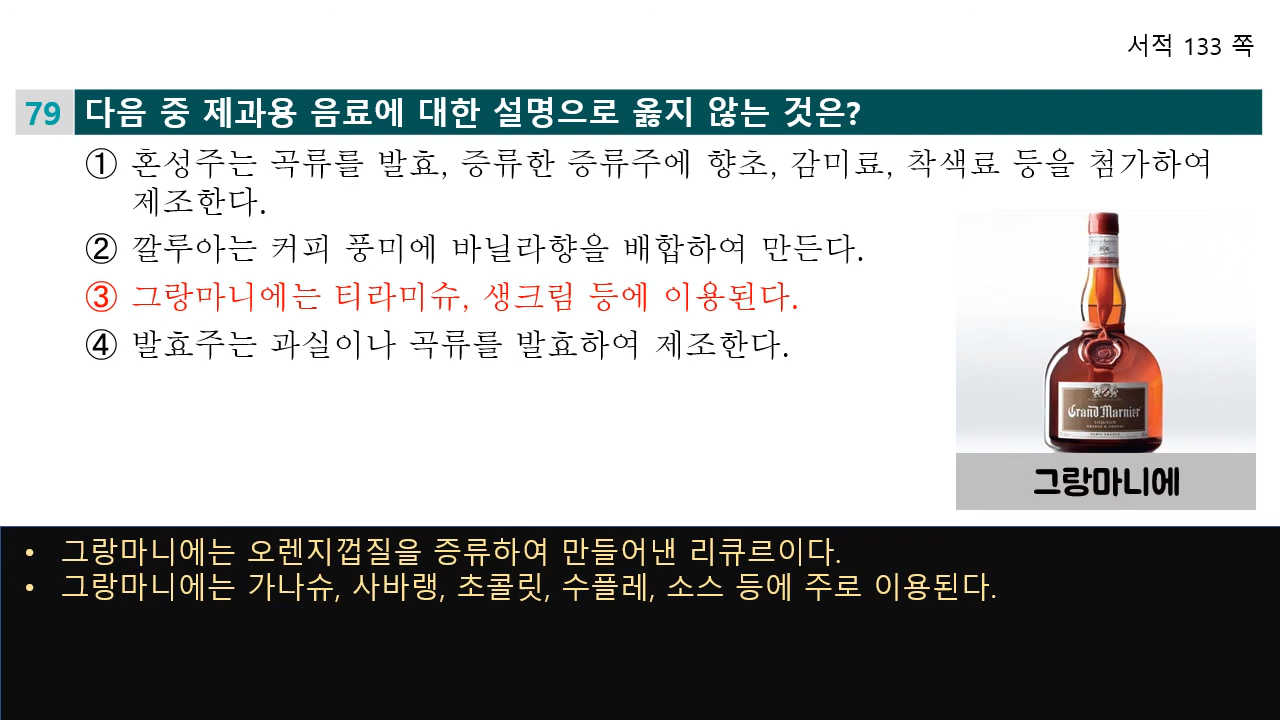 서적 133 쪽
79 다음 중 제과용 음료에 대한 설명으로 옳지 않는 것은?
① 혼성주는 곡류를 발효, 증류한 증류주에 향초, 감미료, 착색료 등을 첨가하여
제조한다.
② 깔루아는 커피 풍미에 바닐라향을 배합하여 만든다.
③ 그랑마니에는 티라미슈, 생크림 등에 이용된다.
④ 발효주는 과실이나 곡류를 발효하여 제조한다.
Grand Marnier
LIQUEUR
그랑마니에
• 그랑마니에는 오렌지껍질을 증류하여 만들어낸 리큐르이다.
• 그랑마니에는 가나슈, 사바랭, 초콜릿, 수플레, 소스 등에 주로 이용된다.